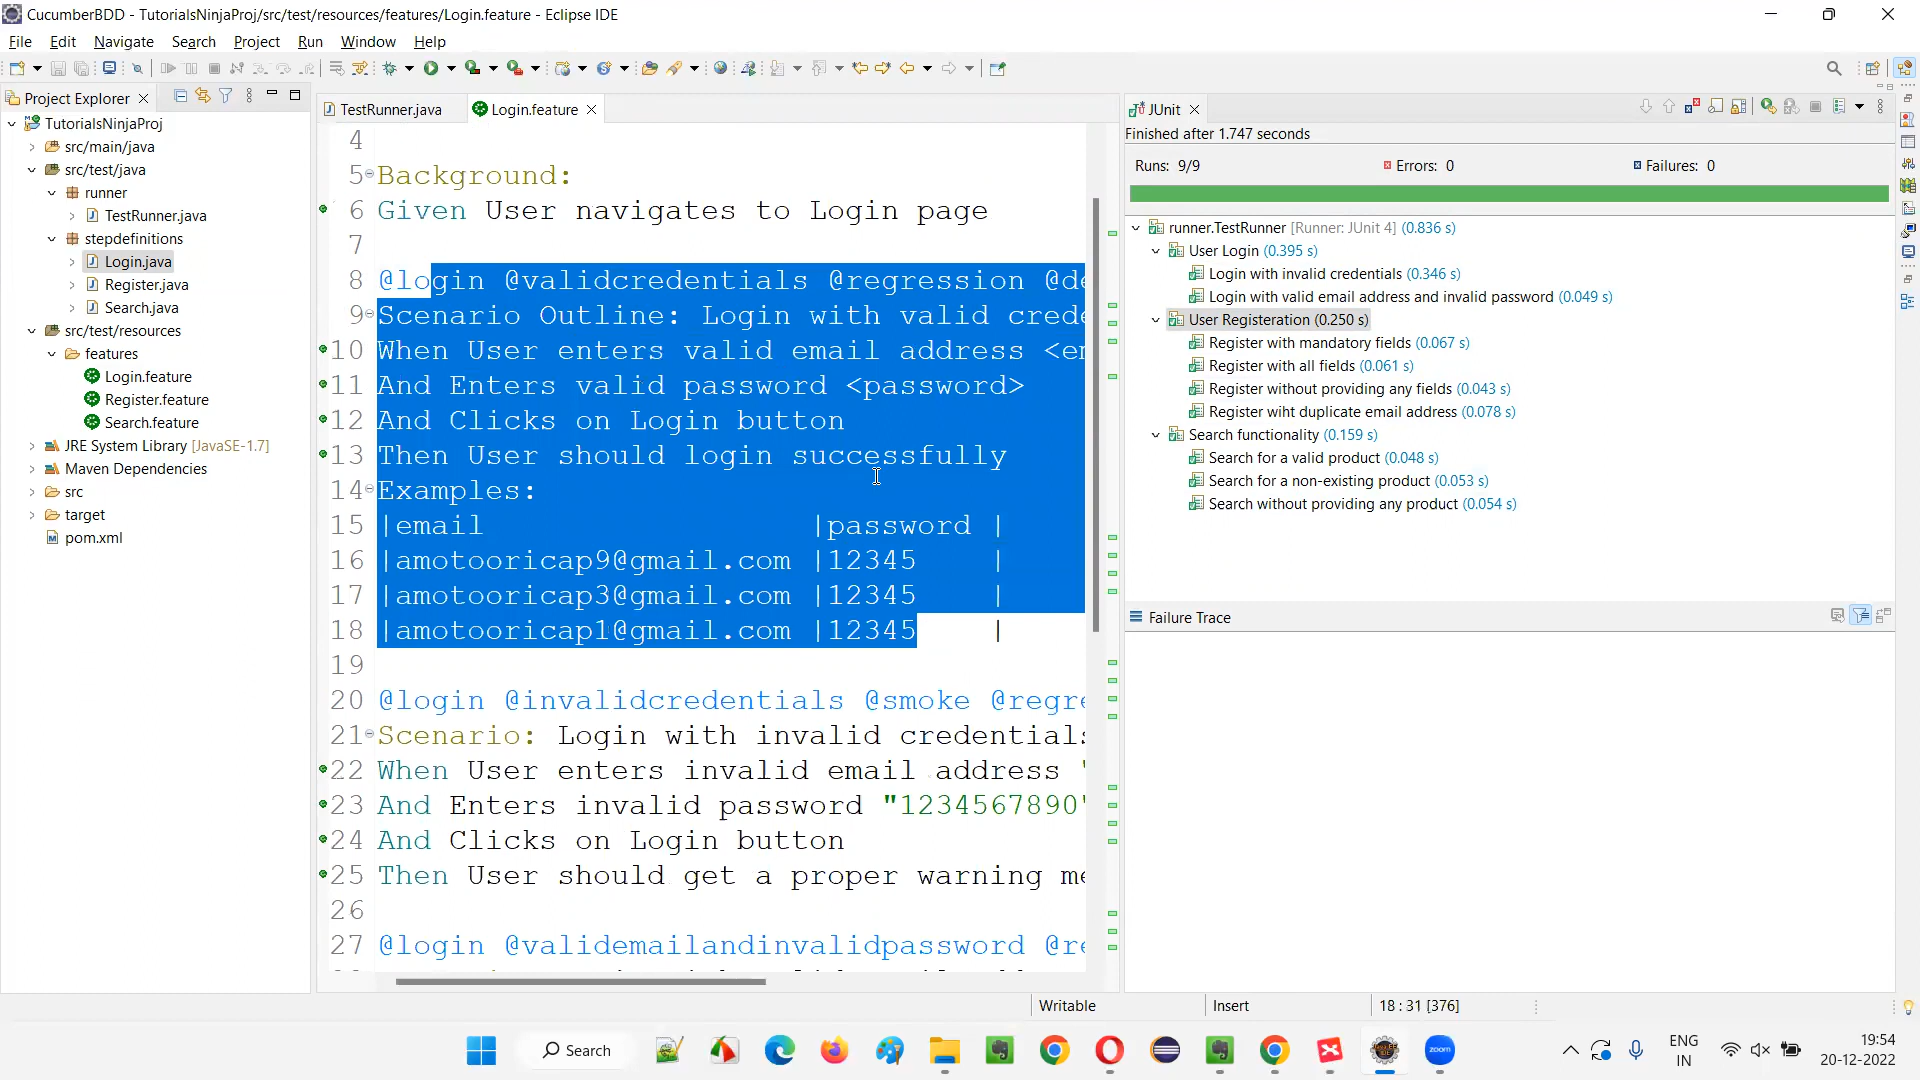 CucumberBDD - TutorialsNinjaProj/src/test/resources/features/Login.feature - Eclipse IDE
File Edit Navigate Search Project Run Window Help
Project Explorer
TutorialsNinjaProj
src/main/java
src/test/java
runner
TestRunner.java
stepdefinitions
Login.java
Register.java
Search.java
src/test/resources
features
Login.feature
Register.feature
Search.feature
JRE System Library [JavaSE-1.7]
Maven Dependencies
src
target
pom.xml
TestRunner.java Login.feature
4
5 Background:
6 Given User navigates to Login page
7
8 @login @validcredentials @regression @de
9 Scenario Outline: Login with valid crede
10 When User enters valid email address <em
11 And Enters valid password <password>
12 And Clicks on Login button
13 Then User should login successfully
14 Examples:
15 |email |password |
16 |amotooricap9@gmail.com |12345 |
17 |amotooricap3@gmail.com |12345 |
18 |amotooricap1@gmail.com |12345 |
19
20 @login @invalidcredentials @smoke @regre
21 Scenario: Login with invalid credentials
22 When User enters invalid email address "
23 And Enters invalid password "1234567890"
24 And Clicks on Login button
25 Then User should get a proper warning me
26
27 @login @validemailandinvalidpassword @re
JUnit
Finished after 1.747 seconds
Runs: 9/9 Errors: 0 Failures: 0
runner.TestRunner [Runner: JUnit 4] (0.836 s)
User Login (0.395 s)
Login with invalid credentials (0.346 s)
Login with valid email address and invalid password (0.049 s)
User Registeration (0.250 s)
Register with mandatory fields (0.067 s)
Register with all fields (0.061 s)
Register without providing any fields (0.043 s)
Register wiht duplicate email address (0.078 s)
Search functionality (0.159 s)
Search for a valid product (0.048 s)
Search for a non-existing product (0.053 s)
Search without providing any product (0.054 s)
Failure Trace
Writable Insert 18 : 31 [376]
Search
zoom
ENG
IN
19:54
20-12-2022